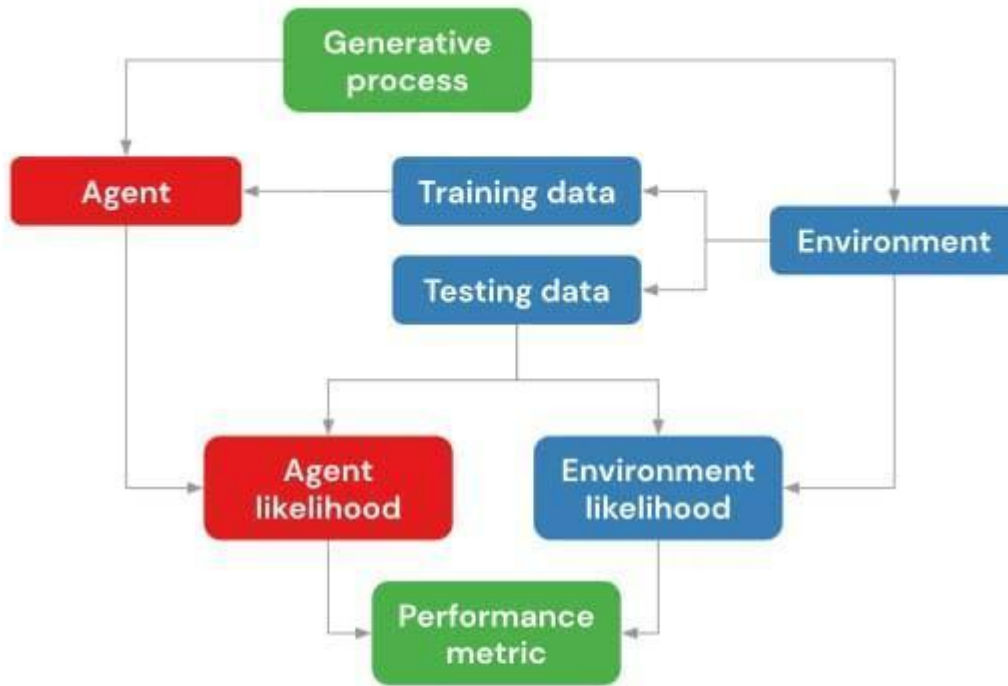 Generative
process
Agent
Training data
Environment
Testing data
Agent
likelihood
Environment
likelihood
Performance
metric